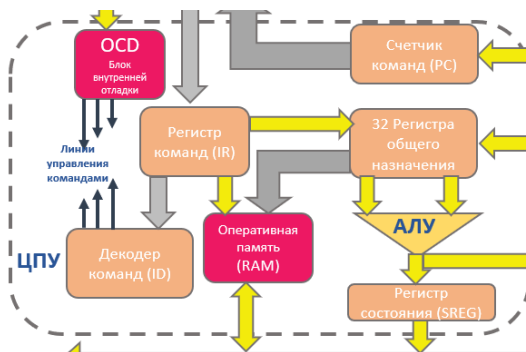 OCD
Блок
внутренней
отладки
Счетчик
команд (PC)
Регистр
команд (IR)
32 Регистра
общего
назначения
Линии
управления
командами
Оперативная
память
(RAM)
АЛУ
ЦПУ
Декодер
команд (ID)
Регистр
состояния (SREG)